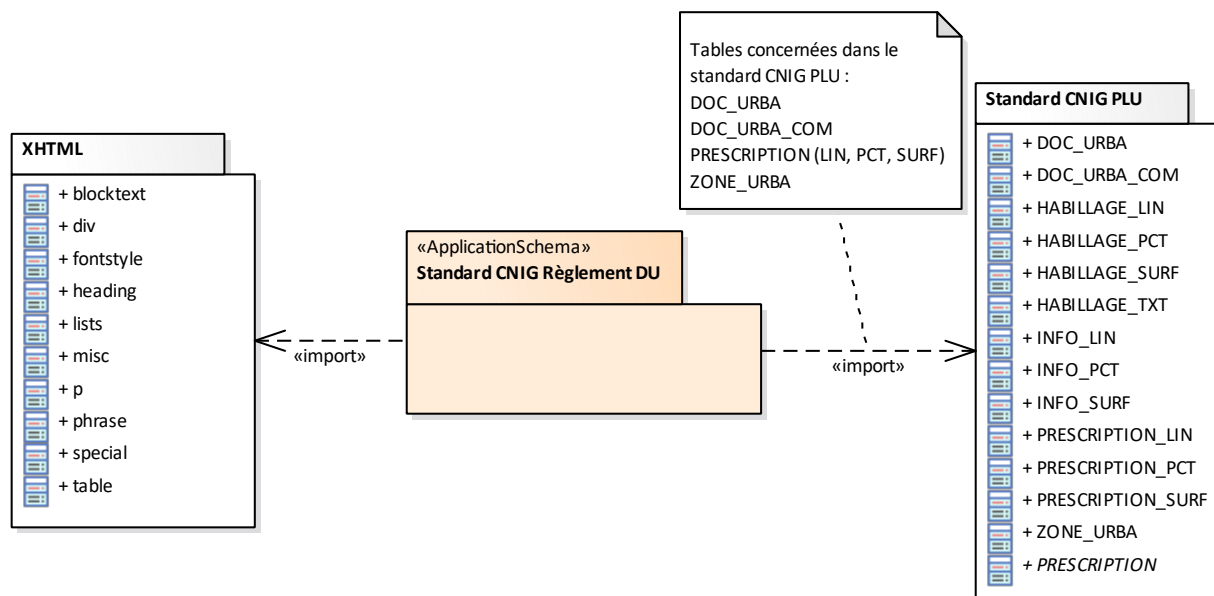 Tables concernées dans le
standard CNIG PLU :
DOC_URBA
DOC_URBA_COM
PRESCRIPTION (LIN, PCT, SURF)
ZONE_URBA
XHTML
+ blocktext
+ div
+ fontstyle
+ heading
+ lists
+ misc
+ p
+ phrase
+ special
+ table
«import»
«ApplicationSchema»
Standard CNIG Règlement DU
«import»
Standard CNIG PLU
+ DOC_URBA
+ DOC_URBA_COM
+ HABILLAGE_LIN
+ HABILLAGE_PCT
+ HABILLAGE_SURF
+ HABILLAGE_TXT
+ INFO_LIN
+ INFO_PCT
+ INFO_SURF
+ PRESCRIPTION_LIN
+ PRESCRIPTION_PCT
+ PRESCRIPTION_SURF
+ ZONE_URBA
+ PRESCRIPTION